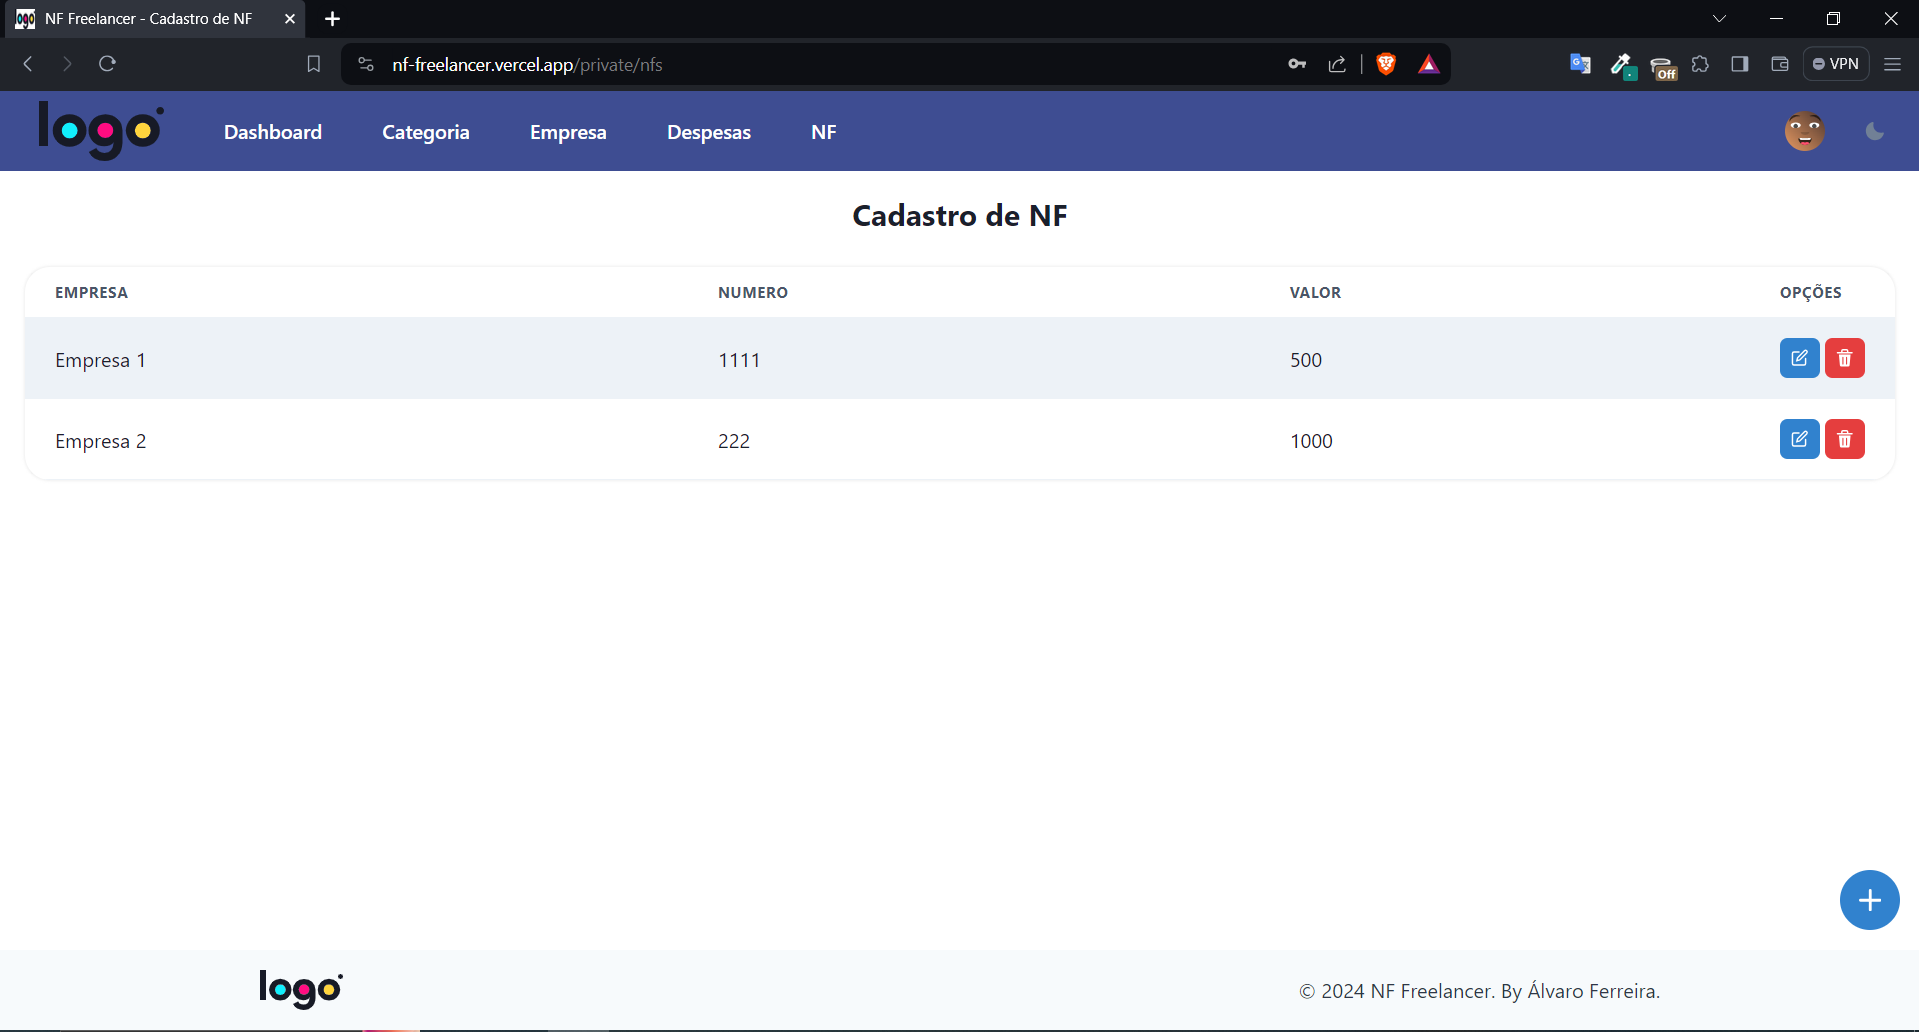 NF Freelancer - Cadastro de NF
nf-freelancer.vercel.app/private/nfs
Off
VPN
logo
Dashboard
Categoria
Empresa
Despesas
NF
Cadastro de NF
EMPRESA NUMERO VALOR OPÇÕES
Empresa 1 1111 500
Empresa 2 222 1000
logo
© 2024 NF Freelancer. By Álvaro Ferreira.